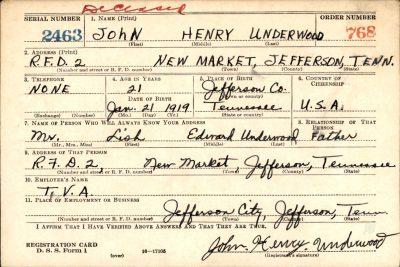 Deceased
SERIAL NUMBER 1. NAME (Print) ORDER NUMBER
2463 JOHN HENRY UNDERWOOD 768
(First) (Middle) (Last)
2. ADDRESS (Print)
R.F.D. 2 NEW MARKET, JEFFERSON, TENN.
(Number and street or R. F. D. number) (Town) (County) (State)
3. TELEPHONE 4. AGE IN YEARS 5. PLACE OF BIRTH 6. COUNTRY OF CITIZENSHIP
NONE 21 Jefferson Co.
DATE OF BIRTH (Town or county)
Jan. 21 1919 Tennessee U.S.A.
(Exchange) (Number) (Mo.) (Day) (Yr.) (State or country)
7. NAME OF PERSON WHO WILL ALWAYS KNOW YOUR ADDRESS 8. RELATIONSHIP OF THAT PERSON
Mr. Lish Edward Underwood Father
(Mr., Mrs., Miss) (First) (Middle) (Last)
9. ADDRESS OF THAT PERSON
R.F.D. 2 New Market, Jefferson, Tennessee
(Number and street or R. F. D. number) (Town) (County) (State)
10. EMPLOYER'S NAME
T.V.A.
11. PLACE OF EMPLOYMENT OR BUSINESS
Jefferson City, Jeff., Tenn
(Number and street or R. F. D. number) (Town) (County) (State)
I AFFIRM THAT I HAVE VERIFIED ABOVE ANSWERS AND THAT THEY ARE TRUE.
REGISTRATION CARD
D. S. S. Form 1 16—17105 John Henry Underwood
(Registrant's signature)